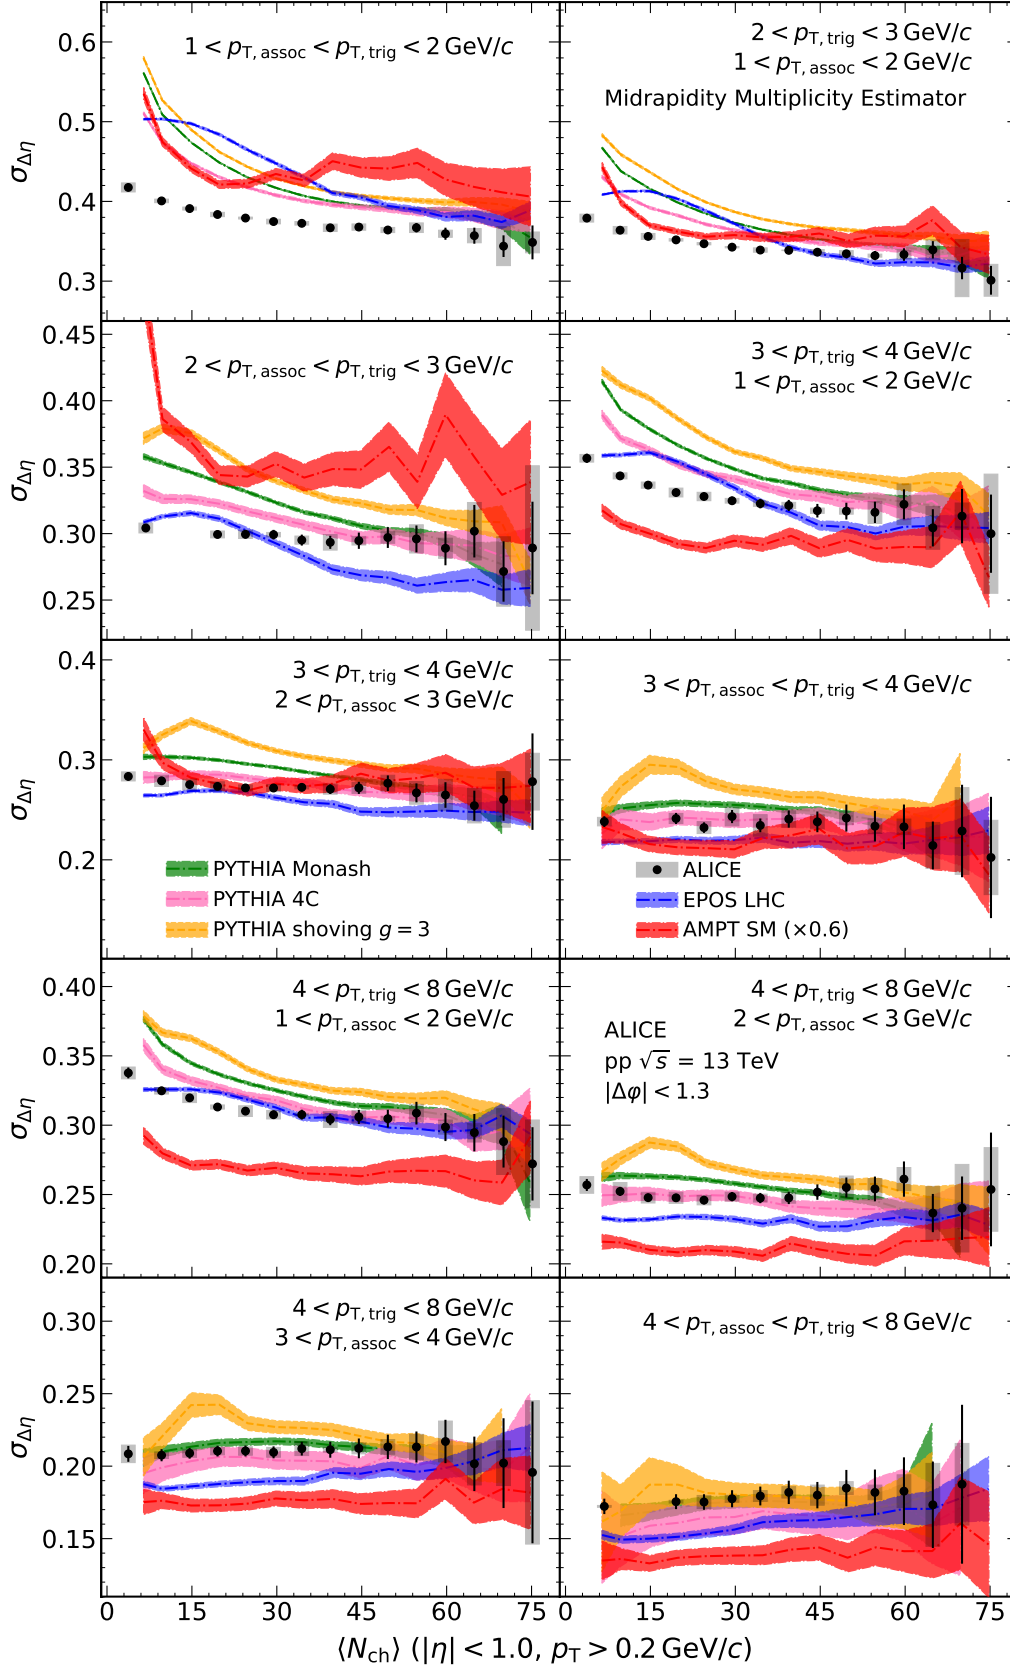 0.6
0.5
0.4
0.3
σΔη
1 < pT, assoc < pT, trig < 2 GeV/c
2 < pT, trig < 3 GeV/c
1 < pT, assoc < 2 GeV/c
Midrapidity Multiplicity Estimator
0.45
0.40
0.35
0.30
0.25
σΔη
2 < pT, assoc < pT, trig < 3 GeV/c
3 < pT, trig < 4 GeV/c
1 < pT, assoc < 2 GeV/c
0.4
0.3
0.2
σΔη
3 < pT, trig < 4 GeV/c
2 < pT, assoc < 3 GeV/c
PYTHIA Monash
PYTHIA 4C
PYTHIA shoving g = 3
3 < pT, assoc < pT, trig < 4 GeV/c
ALICE
EPOS LHC
AMPT SM (×0.6)
0.40
0.35
0.30
0.25
0.20
σΔη
4 < pT, trig < 8 GeV/c
1 < pT, assoc < 2 GeV/c
4 < pT, trig < 8 GeV/c
2 < pT, assoc < 3 GeV/c
ALICE
pp √s = 13 TeV
|Δφ| < 1.3
0.30
0.25
0.20
0.15
σΔη
4 < pT, trig < 8 GeV/c
3 < pT, assoc < 4 GeV/c
4 < pT, assoc < pT, trig < 8 GeV/c
0 15 30 45 60 75 0 15 30 45 60 75
⟨Nch⟩ (|η| < 1.0, pT > 0.2 GeV/c)